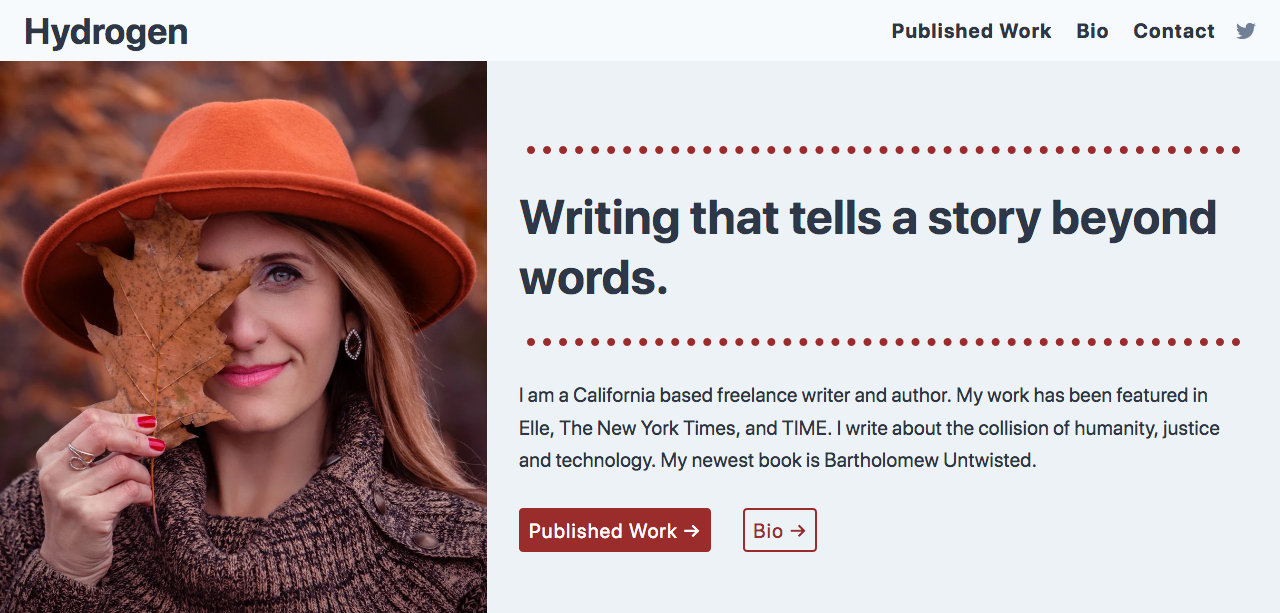 Hydrogen
Published Work Bio Contact
Writing that tells a story beyond
words.
I am a California based freelance writer and author. My work has been featured in
Elle, The New York Times, and TIME. I write about the collision of humanity, justice
and technology. My newest book is Bartholomew Untwisted.
Published Work → Bio →